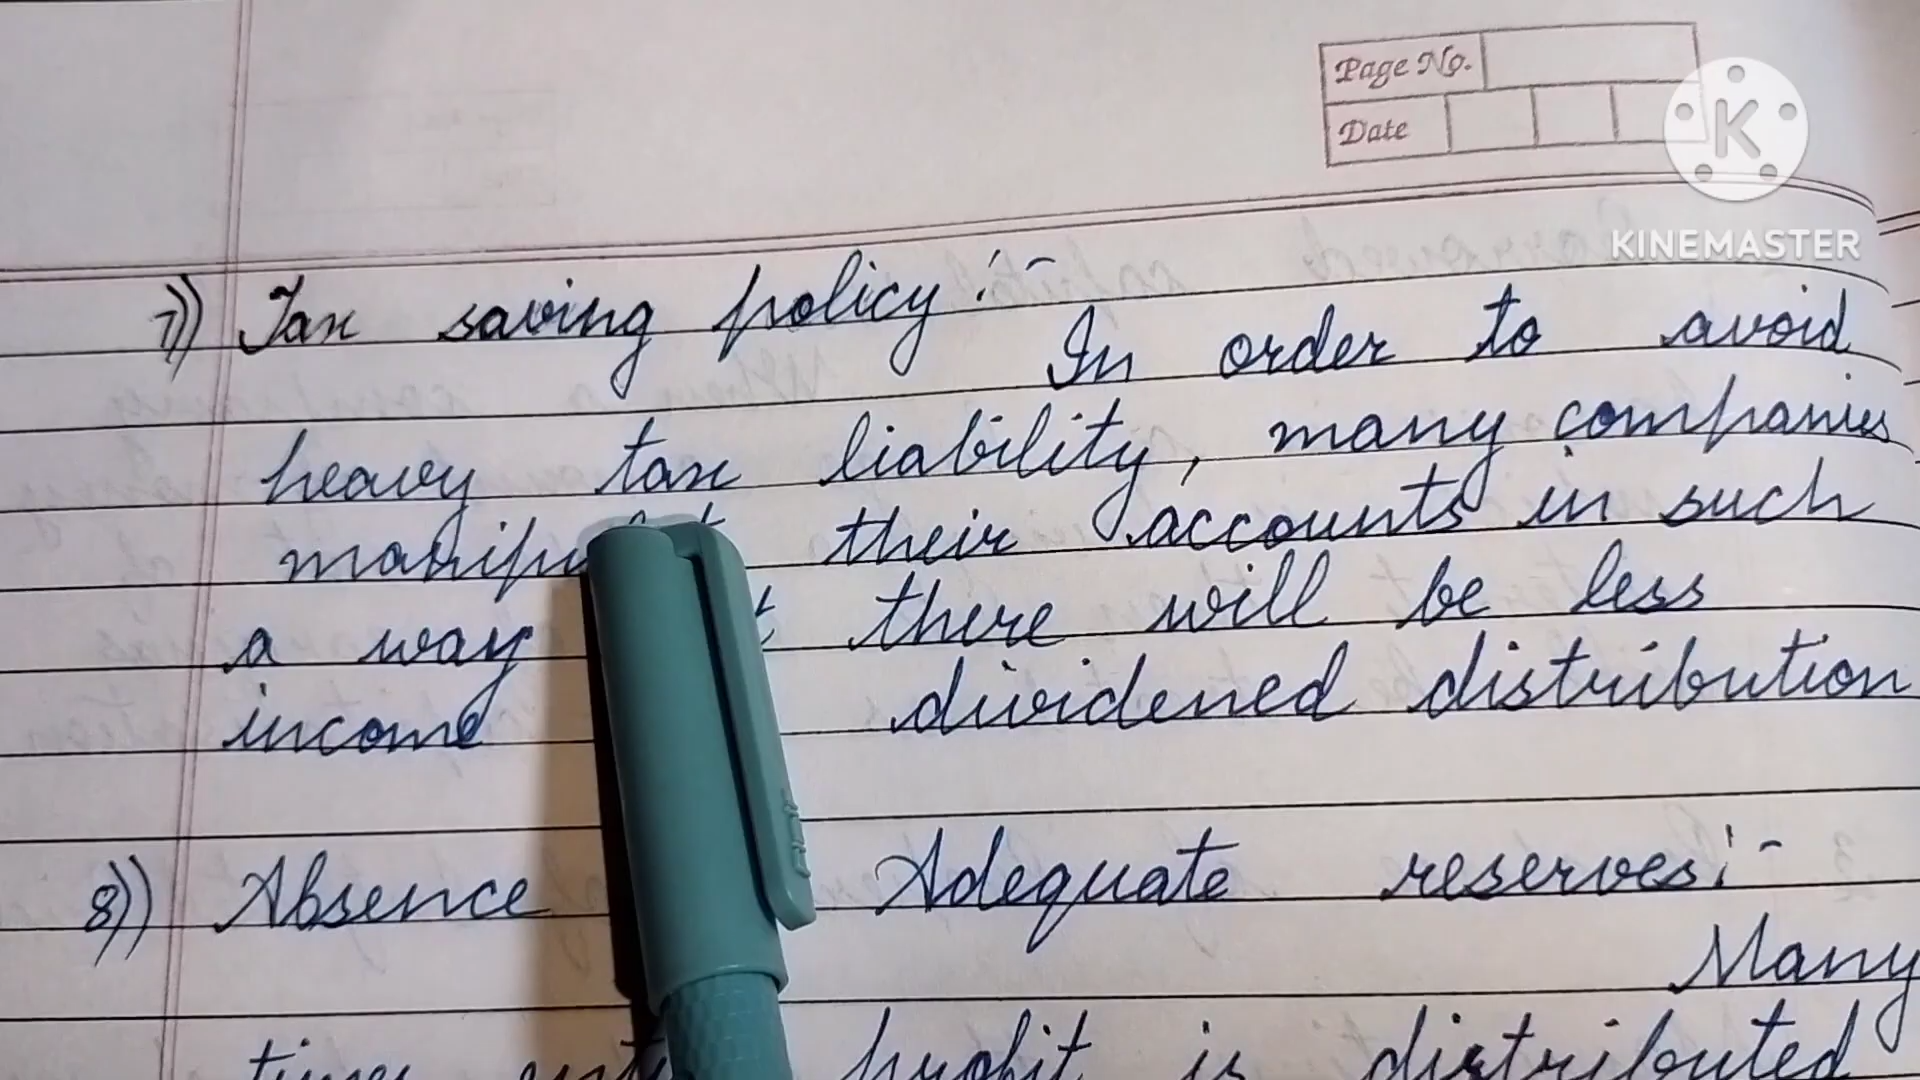 Page No.
Date
KINEMASTER
7)) Tax saving policy :-
In order to avoid
heavy tax liability, many companies
their accounts in such
a way there will be less
income dividened distribution
8)) Absence Adequate reserves :-
Many
profit is distributed